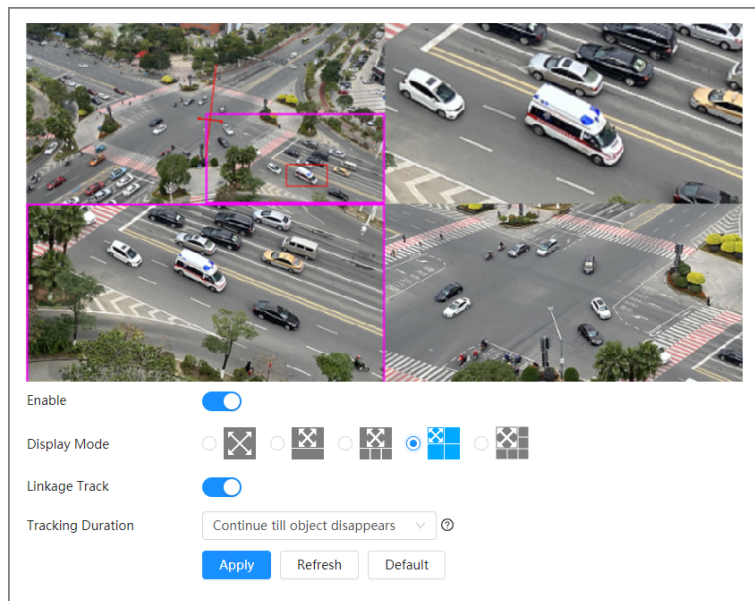 Enable
Display Mode
Linkage Track
Tracking Duration Continue till object disappears
Apply Refresh Default